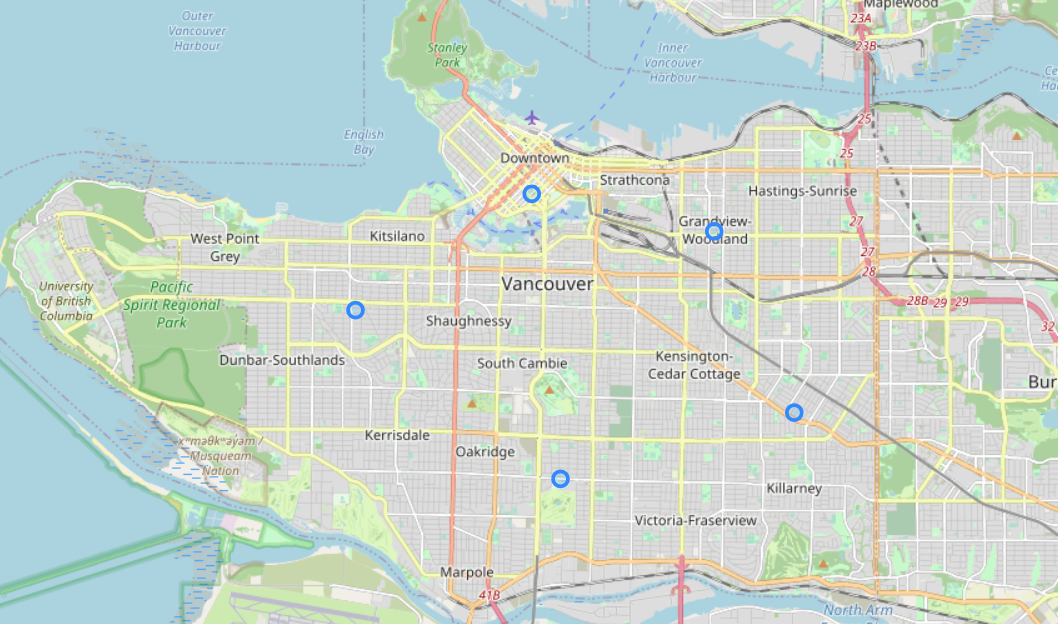 Outer
Vancouver
Harbour
Maplewood
23A
23B
Stanley
Park
Inner
Vancouver
Harbour
English
Bay
25
25
Downtown
Strathcona
Hastings-Sunrise
27
Grandview-
Woodland
West Point
Grey
Kitsilano
27
28
University
of British
Columbia
Pacific
Spirit Regional
Park
Vancouver
28B
29
29
32
Shaughnessy
Dunbar-Southlands
South Cambie
Kensington-
Cedar Cottage
Kerrisdale
Oakridge
xʷməθkʷəy̓əm /
Musqueam
Nation
Killarney
Victoria-Fraserview
Marpole
41B
North Arm